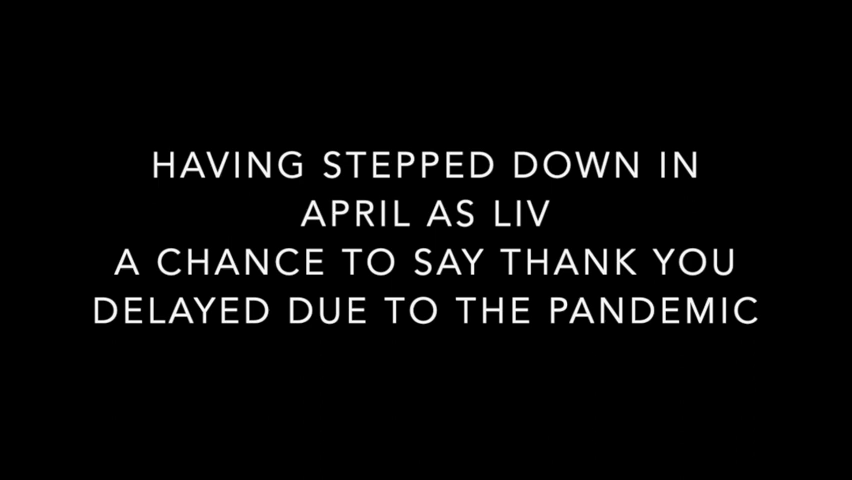 HAVING STEPPED DOWN IN
APRIL AS LIV
A CHANCE TO SAY THANK YOU
DELAYED DUE TO THE PANDEMIC